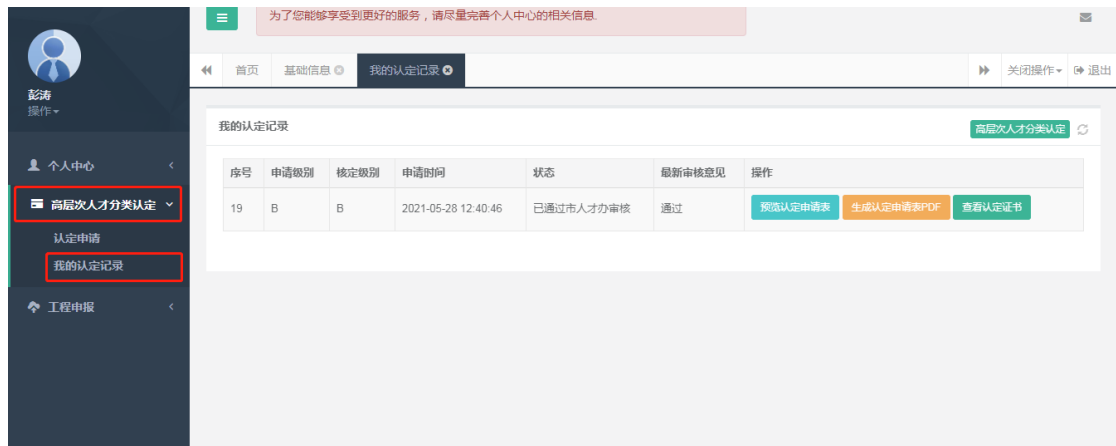 为了您能够享受到更好的服务，请尽量完善个人中心的相关信息.
首页 基础信息 我的认定记录 关闭操作 退出
彭涛
操作
个人中心
高层次人才分类认定
认定申请
我的认定记录
工程申报
我的认定记录 高层次人才分类认定
序号 申请级别 核定级别 申请时间 状态 最新审核意见 操作
19 B B 2021-05-28 12:40:46 已通过市人才办审核 通过 预览认定申请表 生成认定申请表PDF 查看认定证书